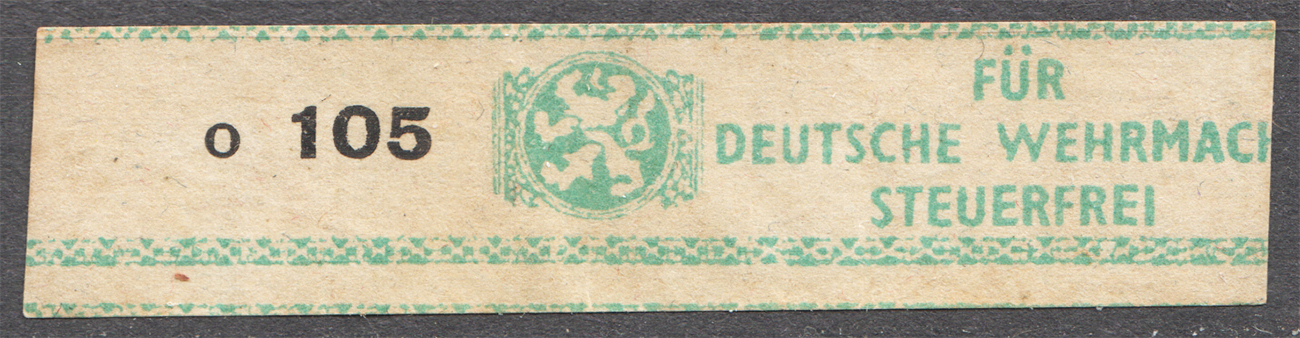 o 105
FÜR
DEUTSCHE WEHRMACH
STEUERFREI